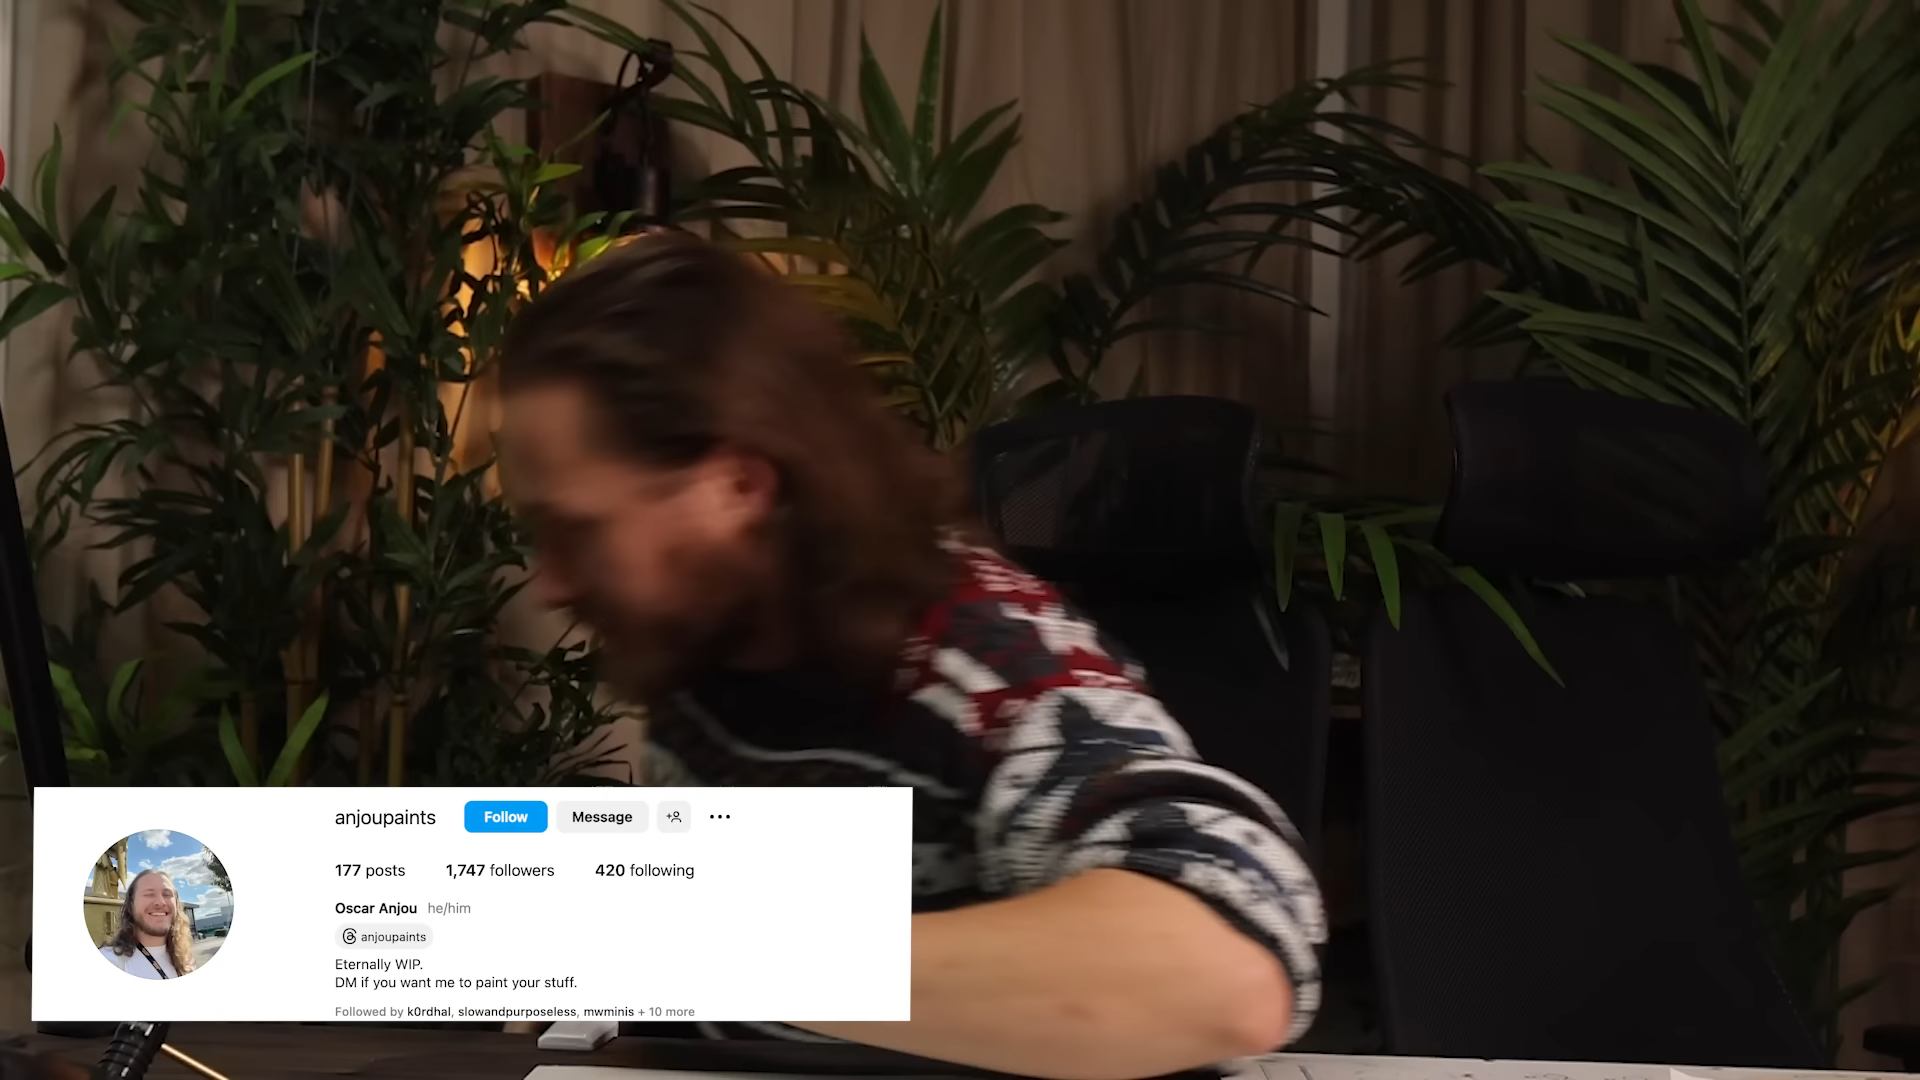 anjoupaints Follow Message
177 posts 1,747 followers 420 following
Oscar Anjou he/him
anjoupaints
Eternally WIP.
DM if you want me to paint your stuff.
Followed by k0rdhal, slowandpurposeless, mwminis + 10 more